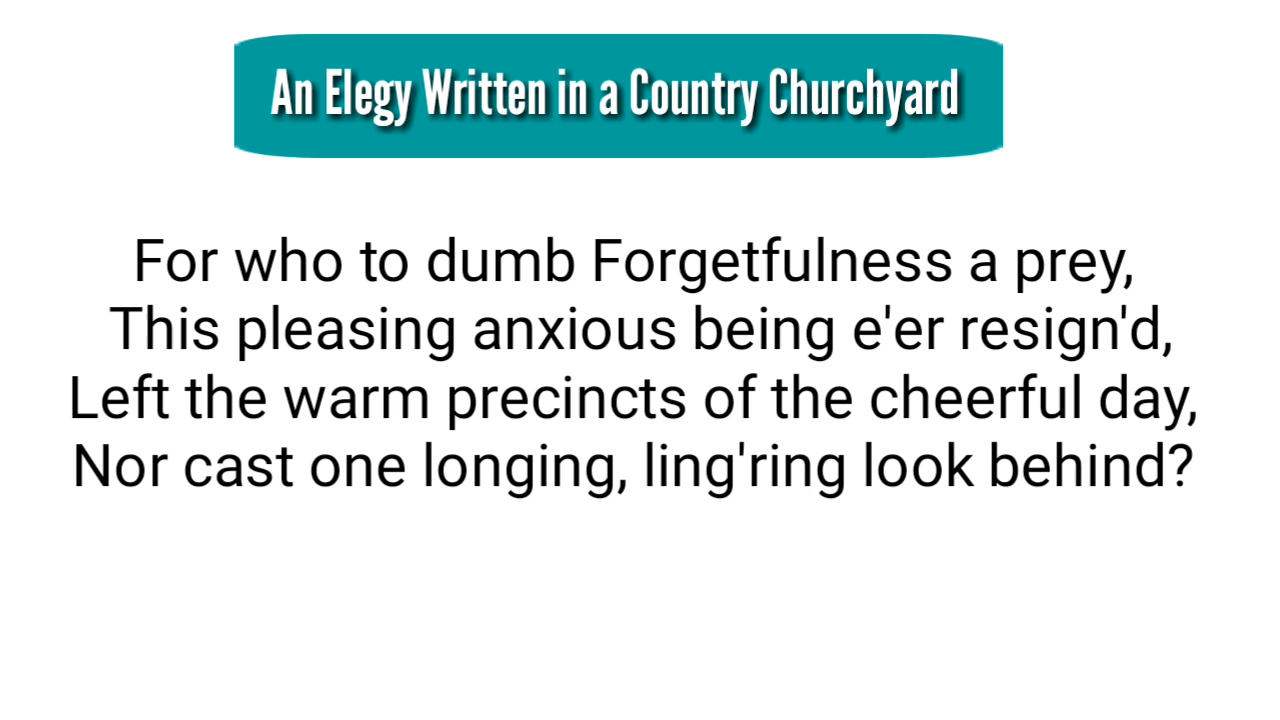 An Elegy Written in a Country Churchyard
For who to dumb Forgetfulness a prey,
This pleasing anxious being e'er resign'd,
Left the warm precincts of the cheerful day,
Nor cast one longing, ling'ring look behind?